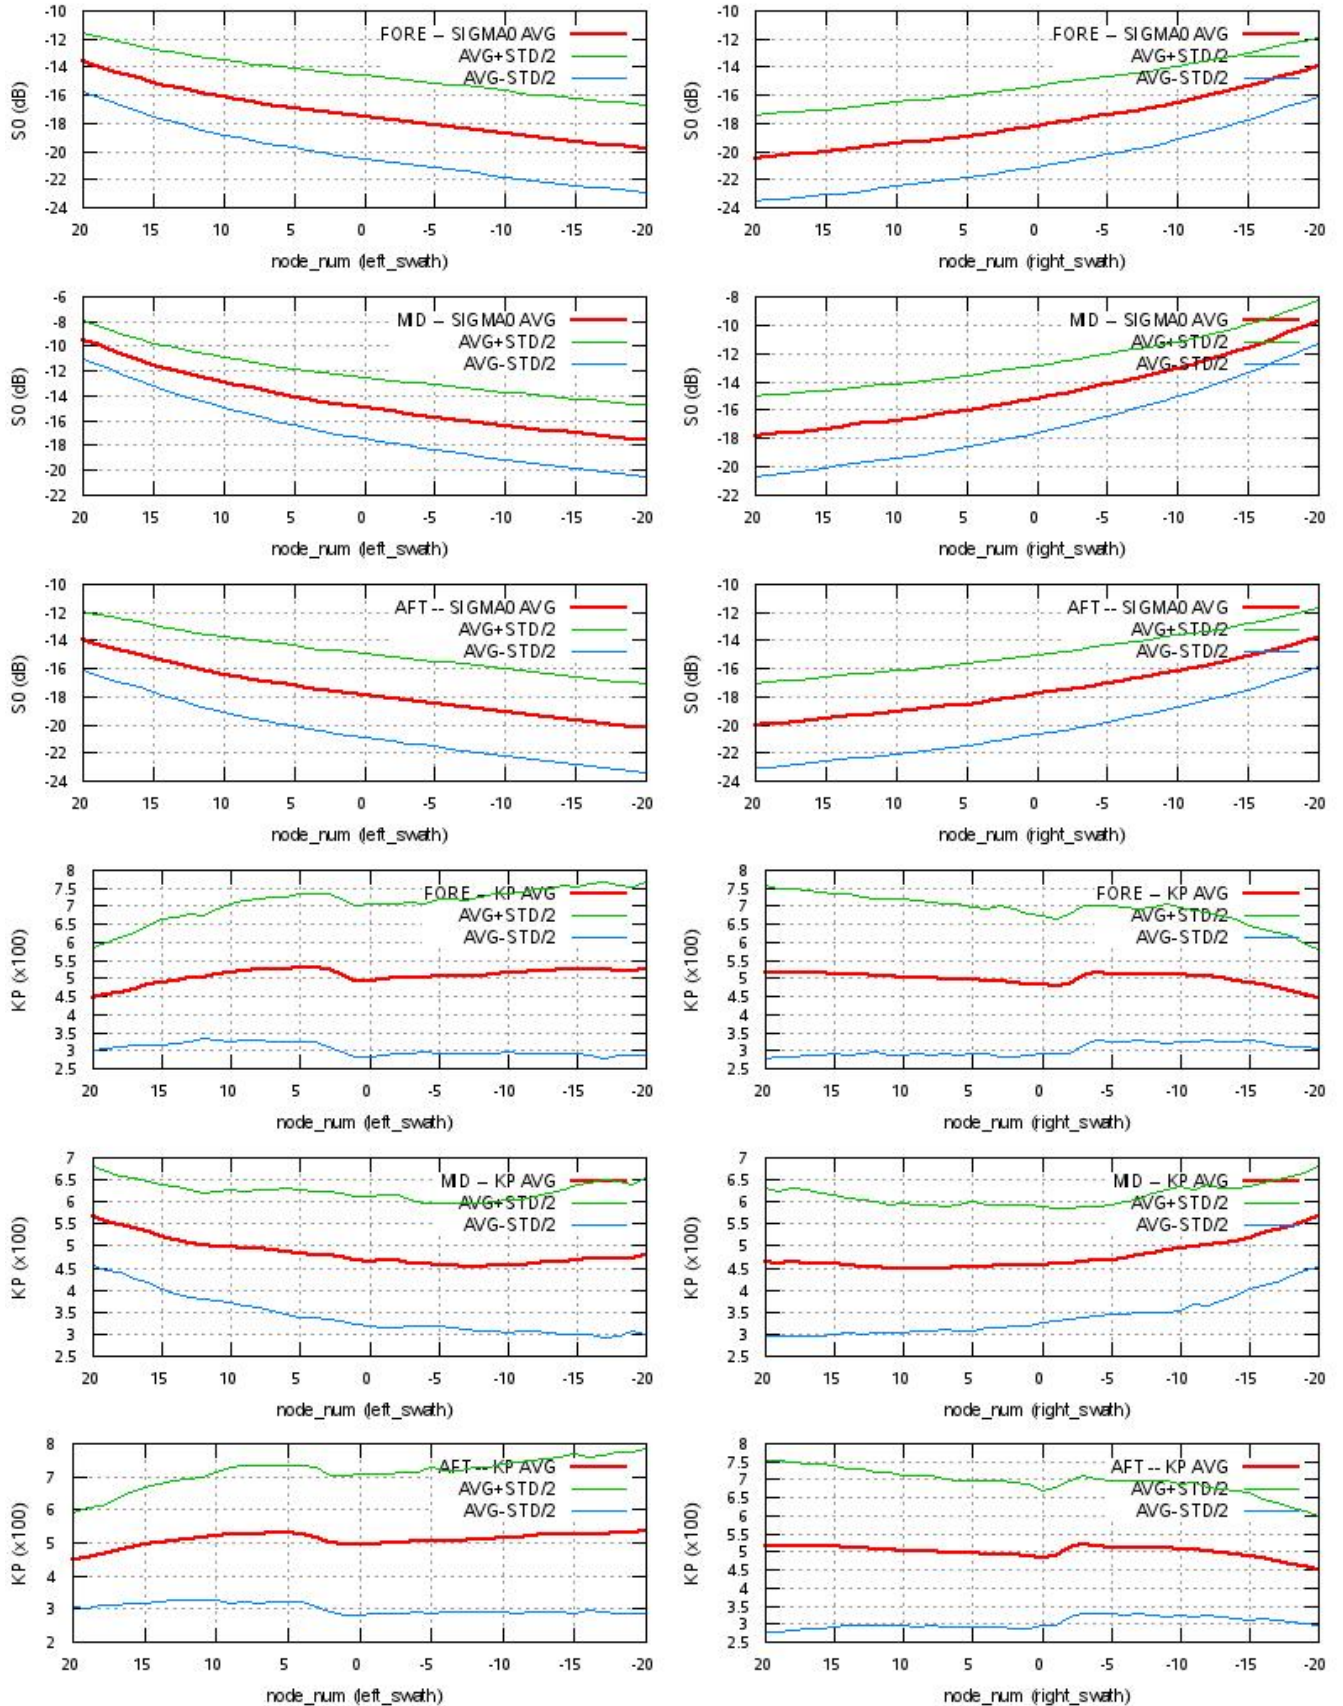 -10
-12
-14
-16
-18
-20
-22
-24
S0 (dB)
FORE -- SIGMA0 AVG
AVG+STD/2
AVG-STD/2
20 15 10 5 0 -5 -10 -15 -20
node_num (left_swath)
-10
-12
-14
-16
-18
-20
-22
-24
S0 (dB)
FORE -- SIGMA0 AVG
AVG+STD/2
AVG-STD/2
20 15 10 5 0 -5 -10 -15 -20
node_num (right_swath)
-6
-8
-10
-12
-14
-16
-18
-20
-22
S0 (dB)
MID -- SIGMA0 AVG
AVG+STD/2
AVG-STD/2
20 15 10 5 0 -5 -10 -15 -20
node_num (left_swath)
-8
-10
-12
-14
-16
-18
-20
-22
S0 (dB)
MID -- SIGMA0 AVG
AVG+STD/2
AVG-STD/2
20 15 10 5 0 -5 -10 -15 -20
node_num (right_swath)
-10
-12
-14
-16
-18
-20
-22
-24
S0 (dB)
AFT -- SIGMA0 AVG
AVG+STD/2
AVG-STD/2
20 15 10 5 0 -5 -10 -15 -20
node_num (left_swath)
-10
-12
-14
-16
-18
-20
-22
-24
S0 (dB)
AFT -- SIGMA0 AVG
AVG+STD/2
AVG-STD/2
20 15 10 5 0 -5 -10 -15 -20
node_num (right_swath)
8
7.5
7
6.5
6
5.5
5
4.5
4
3.5
3
2.5
KP (x100)
FORE -- KP AVG
AVG+STD/2
AVG-STD/2
20 15 10 5 0 -5 -10 -15 -20
node_num (left_swath)
8
7.5
7
6.5
6
5.5
5
4.5
4
3.5
3
2.5
KP (x100)
FORE -- KP AVG
AVG+STD/2
AVG-STD/2
20 15 10 5 0 -5 -10 -15 -20
node_num (right_swath)
7
6.5
6
5.5
5
4.5
4
3.5
3
2.5
KP (x100)
MID -- KP AVG
AVG+STD/2
AVG-STD/2
20 15 10 5 0 -5 -10 -15 -20
node_num (left_swath)
7
6.5
6
5.5
5
4.5
4
3.5
3
2.5
KP (x100)
MID -- KP AVG
AVG+STD/2
AVG-STD/2
20 15 10 5 0 -5 -10 -15 -20
node_num (right_swath)
8
7
6
5
4
3
2
KP (x100)
AFT -- KP AVG
AVG+STD/2
AVG-STD/2
20 15 10 5 0 -5 -10 -15 -20
node_num (left_swath)
8
7.5
7
6.5
6
5.5
5
4.5
4
3.5
3
2.5
KP (x100)
AFT -- KP AVG
AVG+STD/2
AVG-STD/2
20 15 10 5 0 -5 -10 -15 -20
node_num (right_swath)